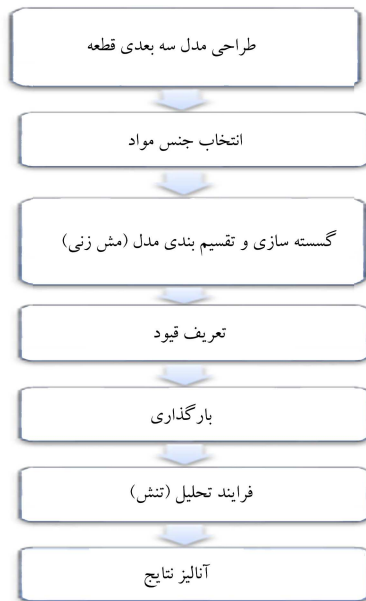 طراحی مدل سه بعدی قطعه
انتخاب جنس مواد
گسسته سازی و تقسیم بندی مدل (مش زنی)
تعریف قیود
بارگذاری
فرایند تحلیل (تنش)
آنالیز نتایج